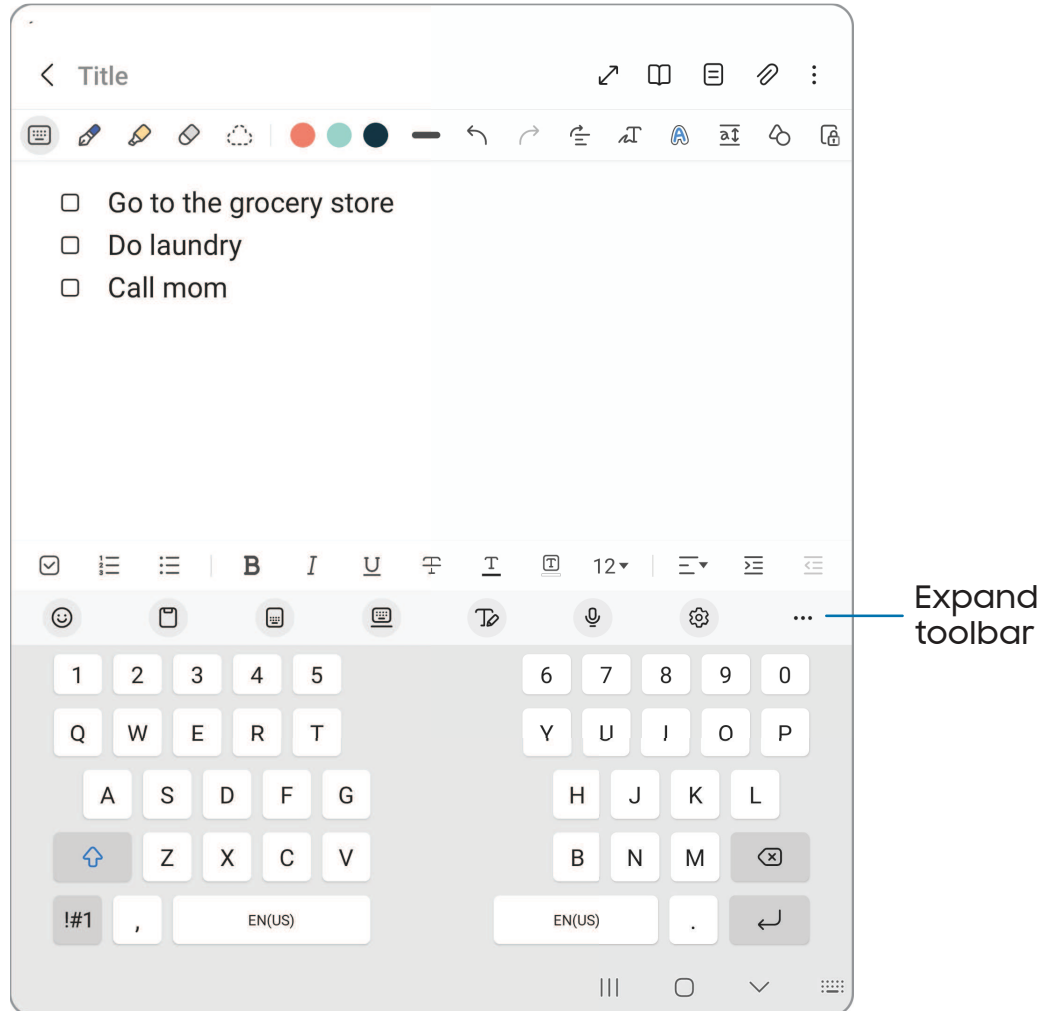 Title
Go to the grocery store
Do laundry
Call mom
B I U T T T 12
Expand
toolbar
1 2 3 4 5 6 7 8 9 0
Q W E R T Y U I O P
A S D F G H J K L
Z X C V B N M
!#1 , EN(US) EN(US) .